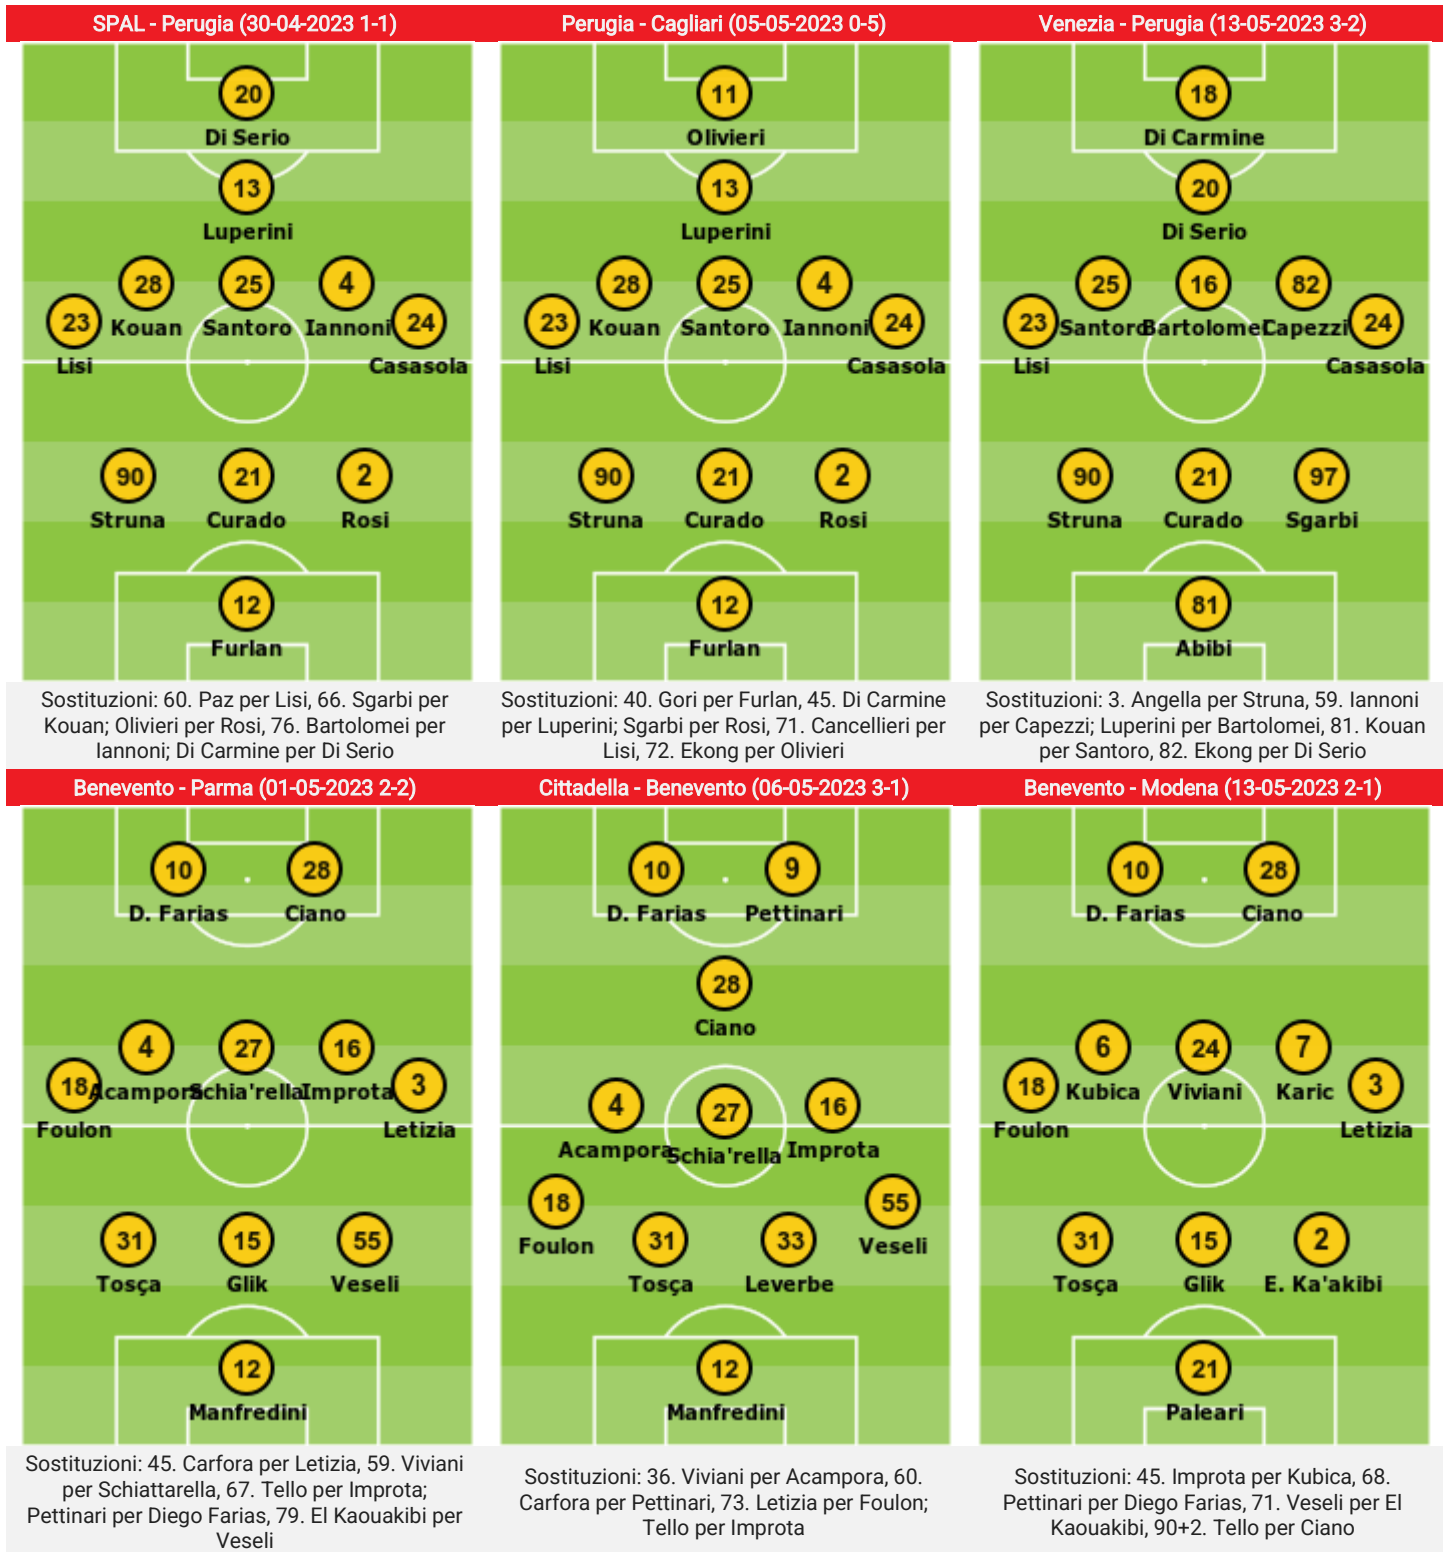 SPAL - Perugia (30-04-2023 1-1)
20
Di Serio
13
Luperini
28
25
4
23
Kouan
Santoro
Iannoni
24
Lisi
Casasola
90
21
2
Struna
Curado
Rosi
12
Furlan
Sostituzioni: 60. Paz per Lisi, 66. Sgarbi per
Kouan; Olivieri per Rosi, 76. Bartolomei per
Iannoni; Di Carmine per Di Serio
Perugia - Cagliari (05-05-2023 0-5)
11
Olivieri
13
Luperini
28
25
4
23
Kouan
Santoro
Iannoni
24
Lisi
Casasola
90
21
2
Struna
Curado
Rosi
12
Furlan
Sostituzioni: 40. Gori per Furlan, 45. Di Carmine
per Luperini; Sgarbi per Rosi, 71. Cancellieri per
Lisi, 72. Ekong per Olivieri
Venezia - Perugia (13-05-2023 3-2)
18
Di Carmine
20
Di Serio
25
16
82
23
Santoro
Bartolomei
Capezzi
24
Lisi
Casasola
90
21
97
Struna
Curado
Sgarbi
81
Abibi
Sostituzioni: 3. Angella per Struna, 59. Iannoni
per Capezzi; Luperini per Bartolomei, 81. Kouan
per Santoro, 82. Ekong per Di Serio
Benevento - Parma (01-05-2023 2-2)
10
28
D. Farias
Ciano
4
27
16
18
Acampora
Schia'rella
Improta
3
Foulon
Letizia
31
15
55
Tosça
Glik
Veseli
12
Manfredini
Sostituzioni: 45. Carfora per Letizia, 59. Viviani
per Schiattarella, 67. Tello per Improta;
Pettinari per Diego Farias, 79. El Kaouakibi per
Veseli
Cittadella - Benevento (06-05-2023 3-1)
10
9
D. Farias
Pettinari
28
Ciano
4
27
16
Acampora
Schia'rella
Improta
18
55
Foulon
31
33
Veseli
Tosça
Leverbe
12
Manfredini
Sostituzioni: 36. Viviani per Acampora, 60.
Carfora per Pettinari, 73. Letizia per Foulon;
Tello per Improta
Benevento - Modena (13-05-2023 2-1)
10
28
D. Farias
Ciano
6
24
7
18
Kubica
Viviani
Karic
3
Foulon
Letizia
31
15
2
Tosça
Glik
E. Ka'akibi
21
Paleari
Sostituzioni: 45. Improta per Kubica, 68.
Pettinari per Diego Farias, 71. Veseli per El
Kaouakibi, 90+2. Tello per Ciano